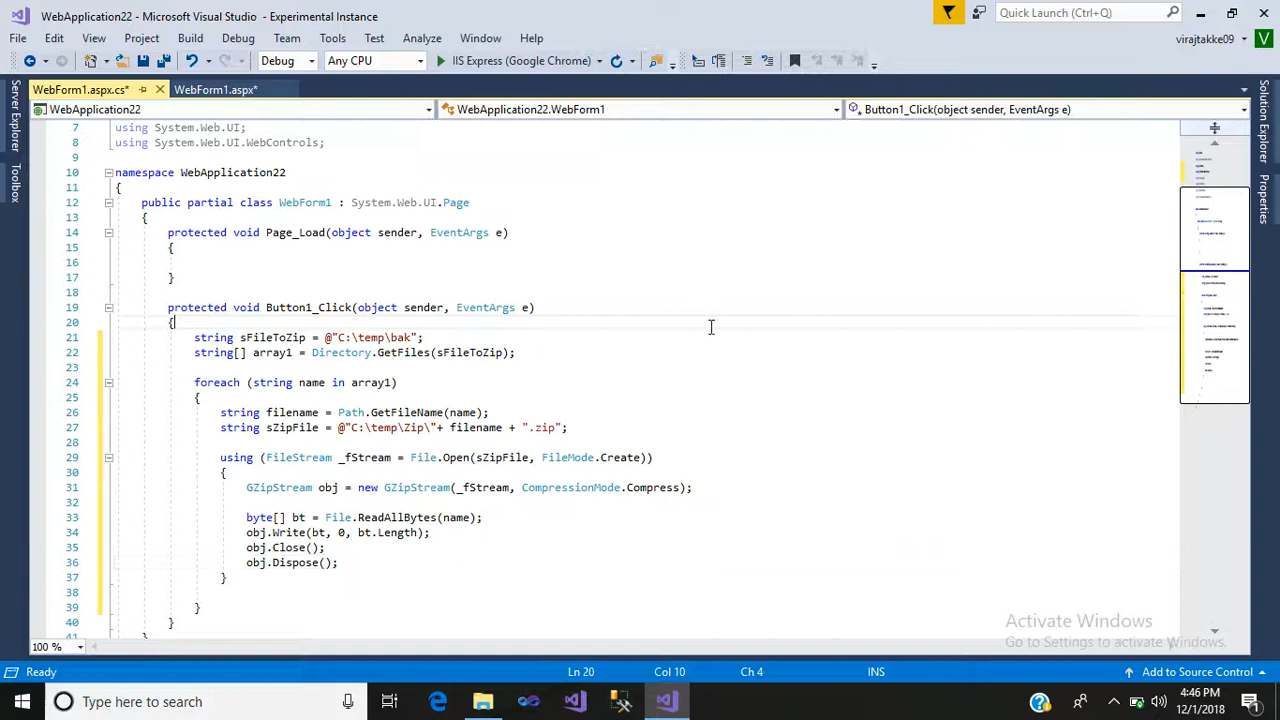 WebApplication22 - Microsoft Visual Studio - Experimental Instance
Quick Launch (Ctrl+Q)
File Edit View Project Build Debug Team Tools Test Analyze Window Help
virajtakke09 V
Debug Any CPU IIS Express (Google Chrome)
WebForm1.aspx.cs* WebForm1.aspx*
WebApplication22 WebApplication22.WebForm1 Button1_Click(object sender, EventArgs e)
Server Explorer
Toolbox
Solution Explorer
Properties
7 using System.Web.UI;
8 using System.Web.UI.WebControls;
9
10 namespace WebApplication22
11 {
12 public partial class WebForm1 : System.Web.UI.Page
13 {
14 protected void Page_Load(object sender, EventArgs e)
15 {
16
17 }
18
19 protected void Button1_Click(object sender, EventArgs e)
20 {
21 string sFileToZip = @"C:\temp\bak";
22 string[] array1 = Directory.GetFiles(sFileToZip);
23
24 foreach (string name in array1)
25 {
26 string filename = Path.GetFileName(name);
27 string sZipFile = @"C:\temp\Zip\"+ filename + ".zip";
28
29 using (FileStream _fStream = File.Open(sZipFile, FileMode.Create))
30 {
31 GZipStream obj = new GZipStream(_fStream, CompressionMode.Compress);
32
33 byte[] bt = File.ReadAllBytes(name);
34 obj.Write(bt, 0, bt.Length);
35 obj.Close();
36 obj.Dispose();
37 }
38
39 }
40 }
41 }
Activate Windows
Go to Settings to activate Windows.
100 %
Ready Ln 20 Col 10 Ch 4 INS Add to Source Control
Type here to search
4:46 PM
12/1/2018